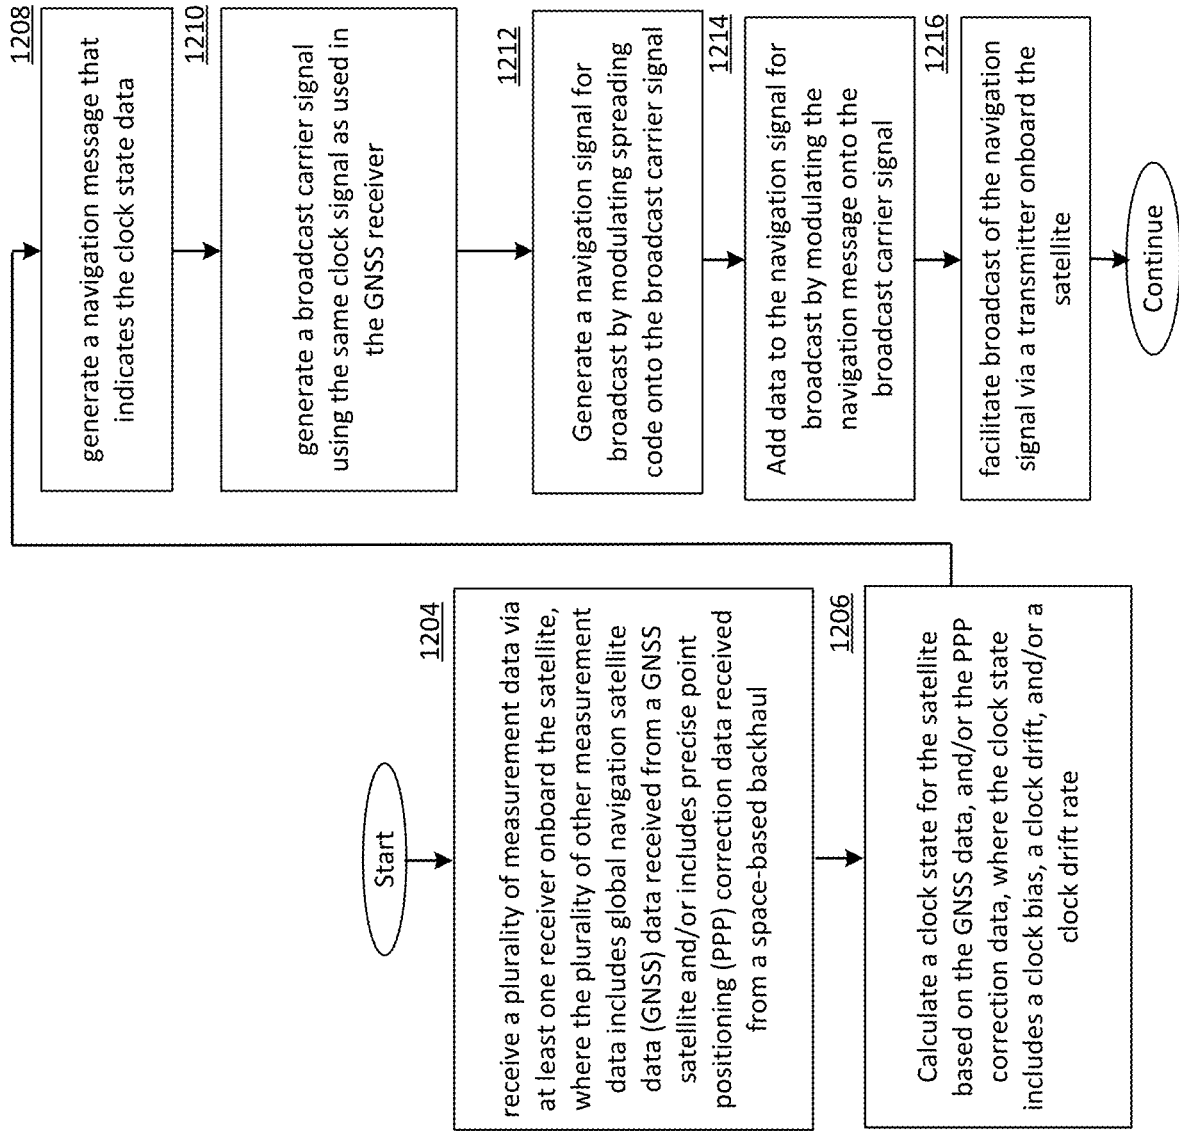 Start
1204
receive a plurality of measurement data via
at least one receiver onboard the satellite,
where the plurality of other measurement
data includes global navigation satellite
data (GNSS) data received from a GNSS
satellite and/or includes precise point
positioning (PPP) correction data received
from a space-based backhaul
1206
Calculate a clock state for the satellite
based on the GNSS data, and/or the PPP
correction data, where the clock state
includes a clock bias, a clock drift, and/or a
clock drift rate
1208
generate a navigation message that
indicates the clock state data
1210
generate a broadcast carrier signal
using the same clock signal as used in
the GNSS receiver
1212
Generate a navigation signal for
broadcast by modulating spreading
code onto the broadcast carrier signal
1214
Add data to the navigation signal for
broadcast by modulating the
navigation message onto the
broadcast carrier signal
1216
facilitate broadcast of the navigation
signal via a transmitter onboard the
satellite
Continue